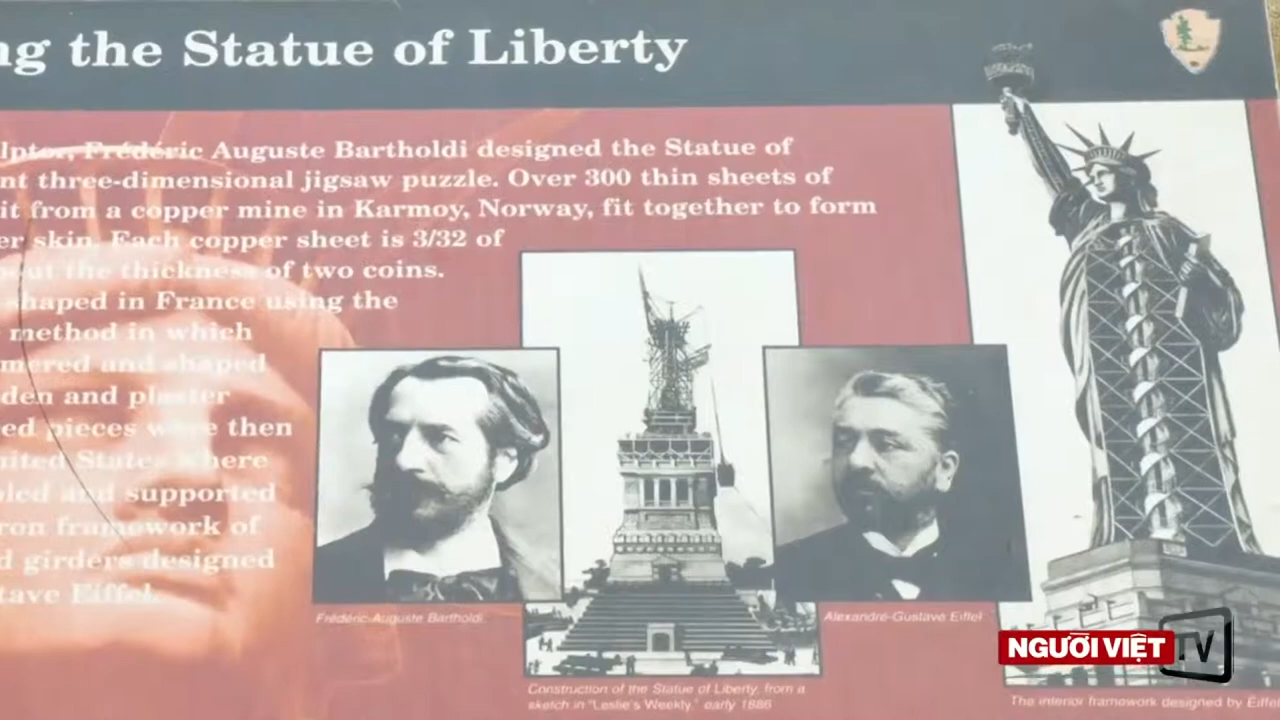 ng the Statue of Liberty
lptor, Frédéric Auguste Bartholdi designed the Statue of
nt three-dimensional jigsaw puzzle. Over 300 thin sheets of
it from a copper mine in Karmoy, Norway, fit together to form
er skin. Each copper sheet is 3/32 of
out the thickness of two coins.
shaped in France using the
method in which
mered and shaped
den and plaster
ed pieces were then
nited States where
led and supported
ron framework of
d girders designed
tave Eiffel.
Frédéric-Auguste Bartholdi
Construction of the Statue of Liberty, from a
sketch in "Leslie's Weekly," early 1886
Alexandre-Gustave Eiffel
The interior framework designed by Eiffe
NGƯỜI VIỆT TV